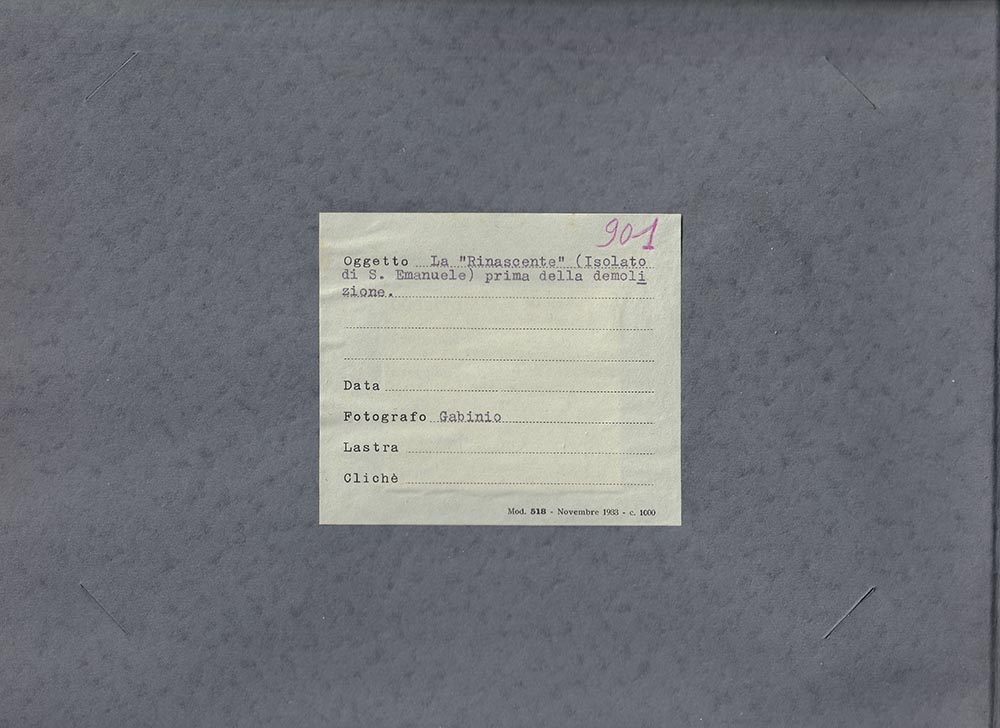 901
Oggetto La "Rinascente" (Isolato
di S. Emanuele) prima della demoli
zione.
Data
Fotografo Gabinio
Lastra
Clichè
Mod. 518 - Novembre 1933 - c. 1000